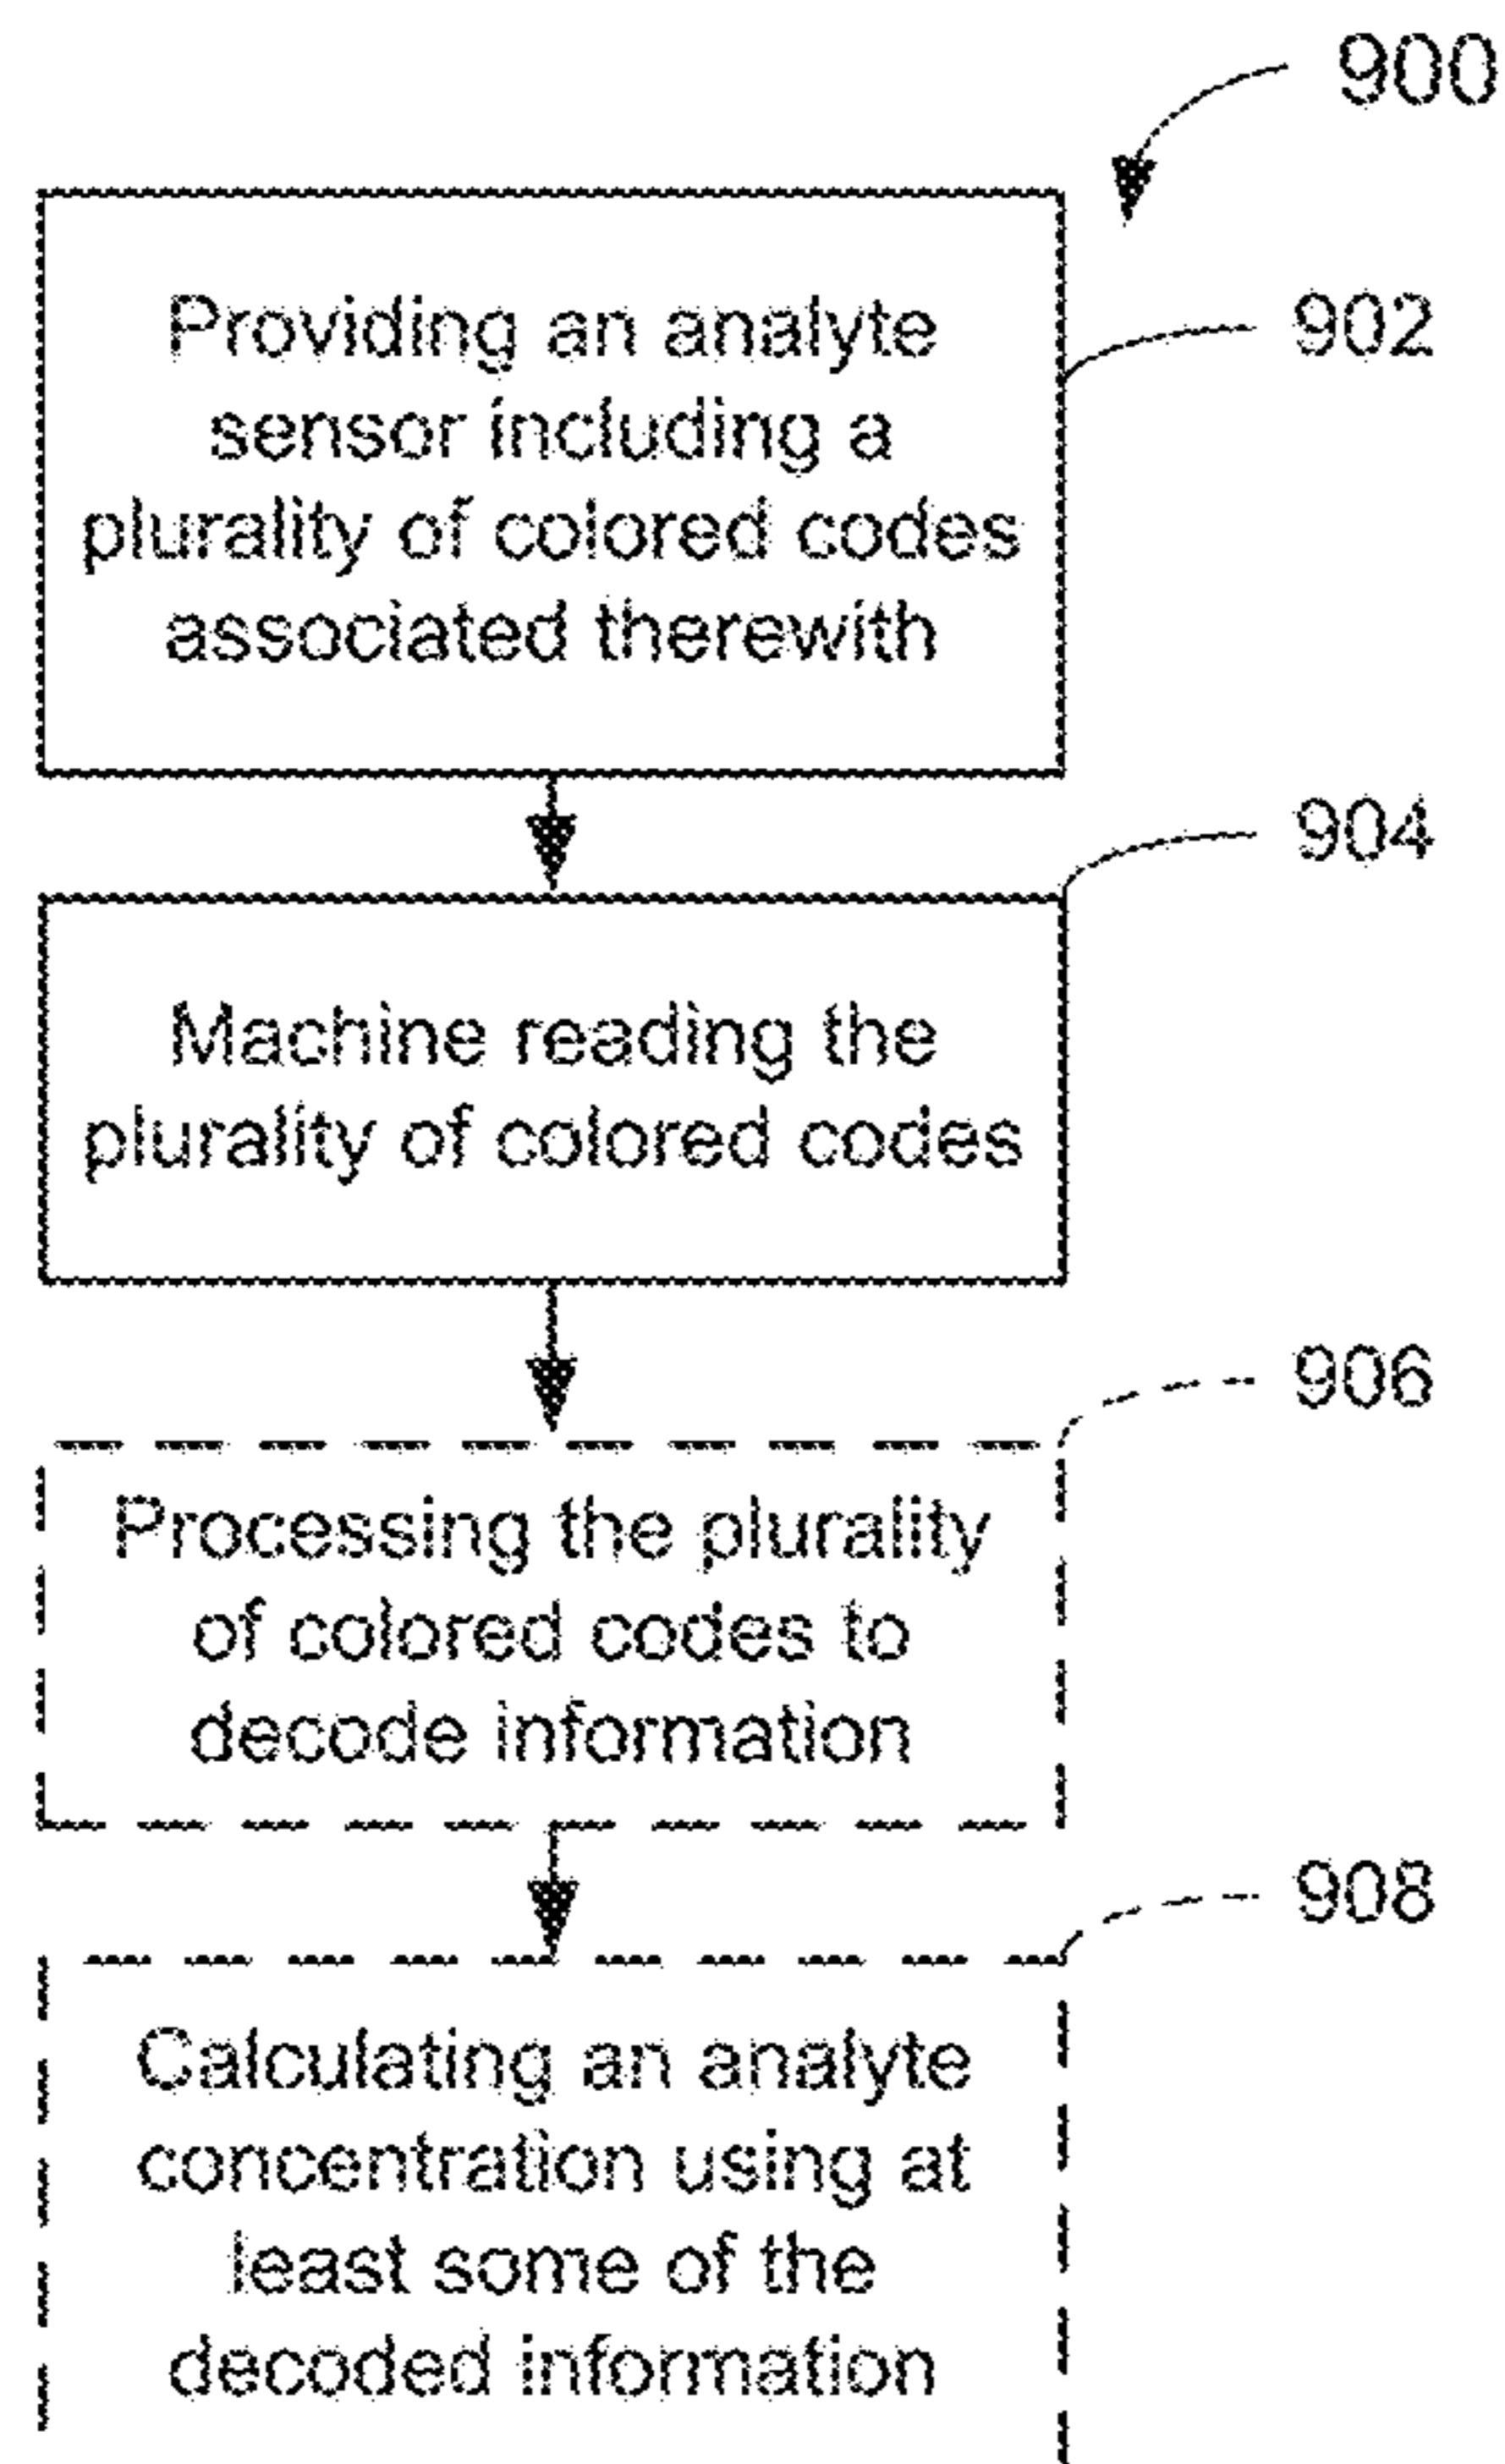 900
Providing an analyte
sensor including a
plurality of colored codes
associated therewith
902
904
Machine reading the
plurality of colored codes
906
Processing the plurality
of colored codes to
decode information
908
Calculating an analyte
concentration using at
least some of the
decoded information